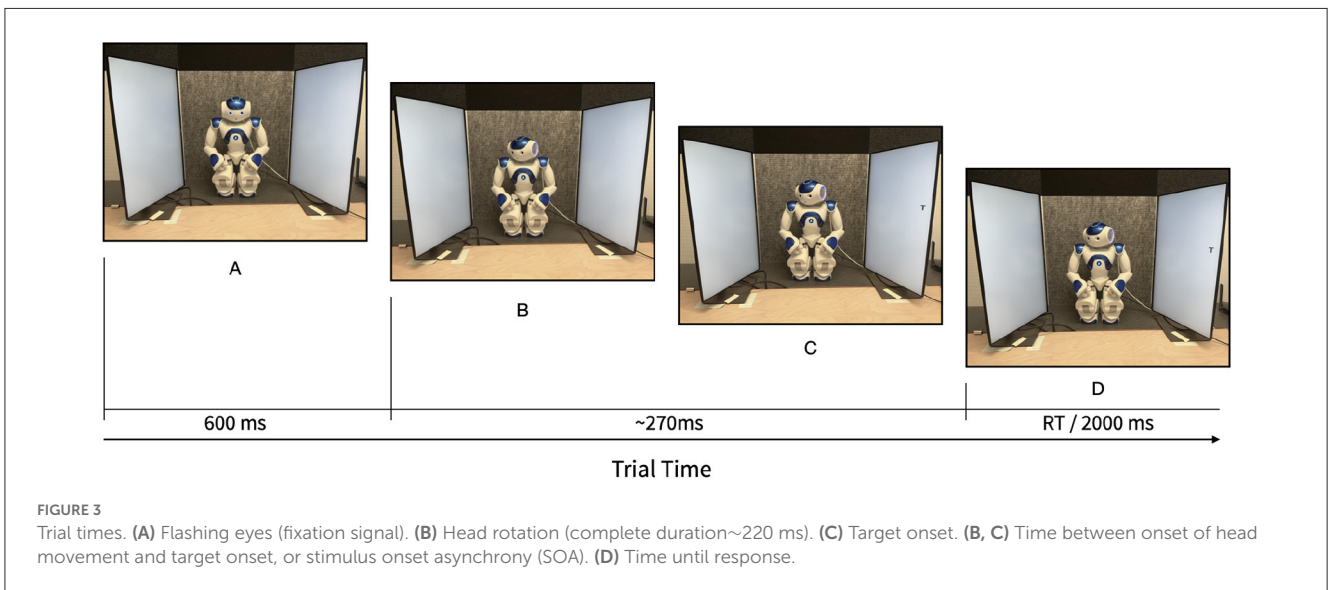 T
T
A
B
C
D
600 ms
~270ms
RT / 2000 ms
Trial Time
FIGURE 3
Trial times. (A) Flashing eyes (fixation signal). (B) Head rotation (complete duration~220 ms). (C) Target onset. (B, C) Time between onset of head
movement and target onset, or stimulus onset asynchrony (SOA). (D) Time until response.